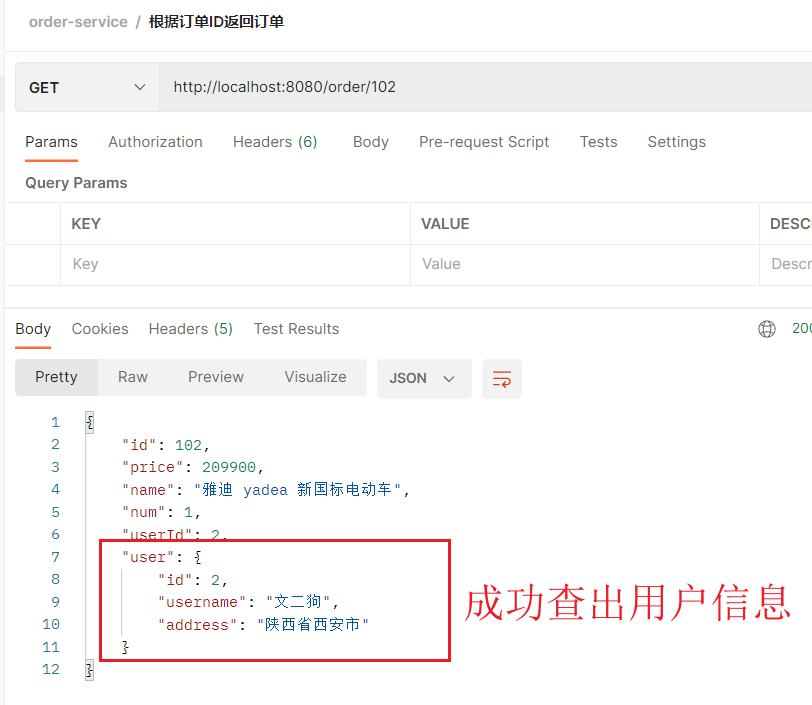 order-service / 根据订单ID返回订单
GET http://localhost:8080/order/102
Params Authorization Headers (6) Body Pre-request Script Tests Settings
Query Params
KEY VALUE DESC
Key Value Descr
Body Cookies Headers (5) Test Results 200
Pretty Raw Preview Visualize JSON
1 {
2 "id": 102,
3 "price": 209900,
4 "name": "雅迪 yadea 新国标电动车",
5 "num": 1,
6 "userId": 2,
7 "user": {
8 "id": 2,
9 "username": "文二狗",
成功查出用户信息
10 "address": "陕西省西安市"
11 }
12 }